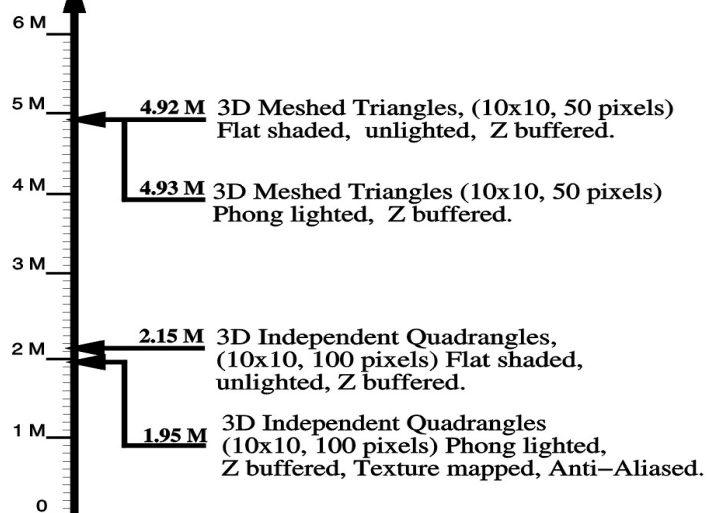 6 M
5 M
4.92 M 3D Meshed Triangles, (10x10, 50 pixels)
Flat shaded, unlighted, Z buffered.
4 M
4.93 M 3D Meshed Triangles (10x10, 50 pixels)
Phong lighted, Z buffered.
3 M
2.15 M 3D Independent Quadrangles,
2 M
(10x10, 100 pixels) Flat shaded,
unlighted, Z buffered.
3D Independent Quadrangles
1 M
1.95 M (10x10, 100 pixels) Phong lighted,
Z buffered, Texture mapped, Anti-Aliased.
0